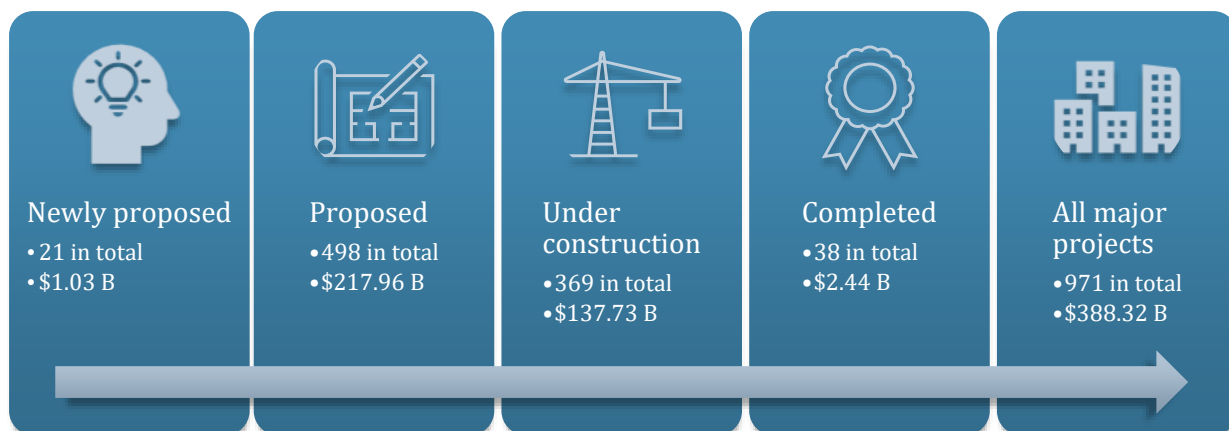 Newly proposed
• 21 in total
• $1.03 B
Proposed
• 498 in total
• $217.96 B
Under
construction
• 369 in total
• $137.73 B
Completed
• 38 in total
• $2.44 B
All major
projects
• 971 in total
• $388.32 B